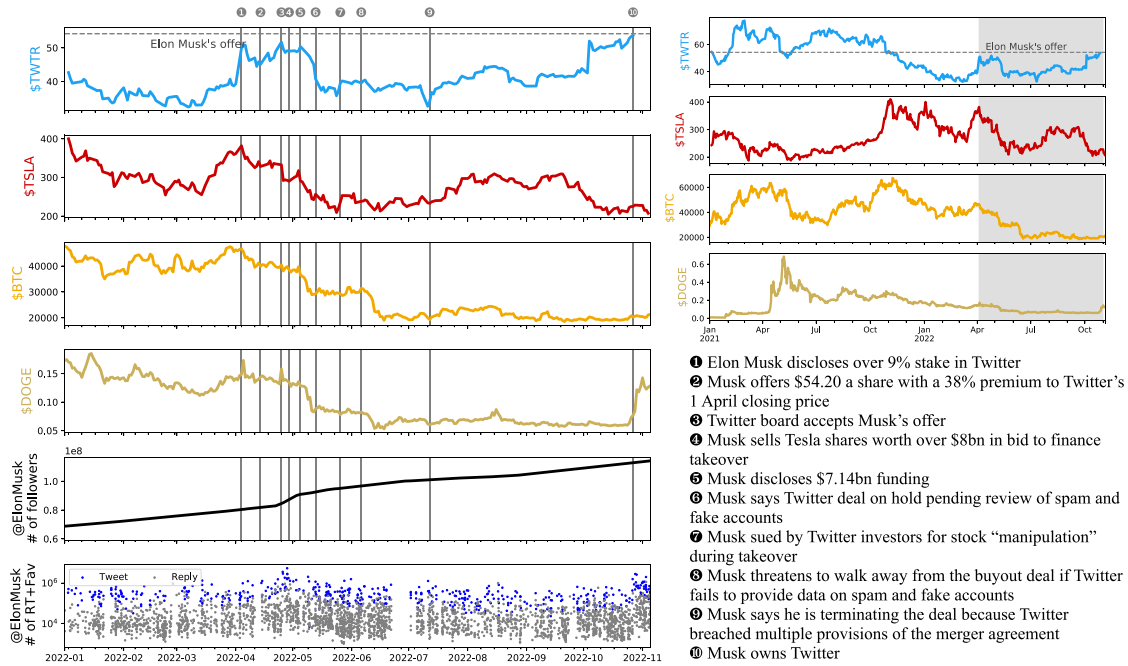 ❶ ❷ ❸ ❹ ❺ ❻ ❼ ❽ ❾ ❿
Elon Musk's offer
$TWTR
50
40
$TSLA
400
300
200
$BTC
40000
30000
20000
$DOGE
0.15
0.10
0.05
1e8
@ElonMusk
# of followers
1.0
0.8
0.6
@ElonMusk
# of RT+Fav
Tweet Reply
10⁶
10⁴
2022-01 2022-02 2022-03 2022-04 2022-05 2022-06 2022-07 2022-08 2022-09 2022-10 2022-11
$TWTR
60
40
Elon Musk's offer
$TSLA
400
300
200
$BTC
60000
40000
20000
$DOGE
0.6
0.4
0.2
0.0
Jan Apr Jul Oct Jan Apr Jul Oct
2021 2022
❶ Elon Musk discloses over 9% stake in Twitter
❷ Musk offers $54.20 a share with a 38% premium to Twitter’s
1 April closing price
❸ Twitter board accepts Musk’s offer
❹ Musk sells Tesla shares worth over $8bn in bid to finance
takeover
❺ Musk discloses $7.14bn funding
❻ Musk says Twitter deal on hold pending review of spam and
fake accounts
❼ Musk sued by Twitter investors for stock “manipulation”
during takeover
❽ Musk threatens to walk away from the buyout deal if Twitter
fails to provide data on spam and fake accounts
❾ Musk says he is terminating the deal because Twitter
breached multiple provisions of the merger agreement
❿ Musk owns Twitter